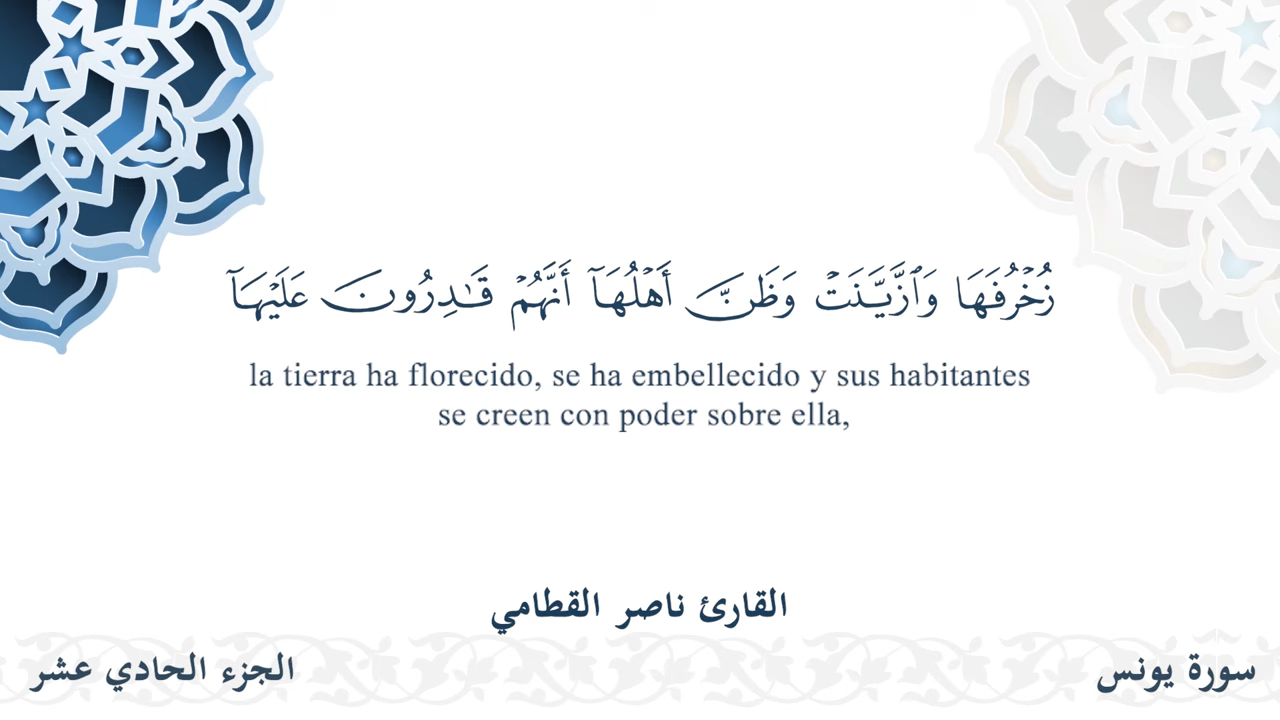 زُخْرُفَهَا وَٱزَّيَّنَتْ وَظَنَّ أَهْلُهَآ أَنَّهُمْ قَـٰدِرُونَ عَلَيْهَآ
la tierra ha florecido, se ha embellecido y sus habitantes
se creen con poder sobre ella,
القارئ ناصر القطامي
سورة يونس
الجزء الحادي عشر